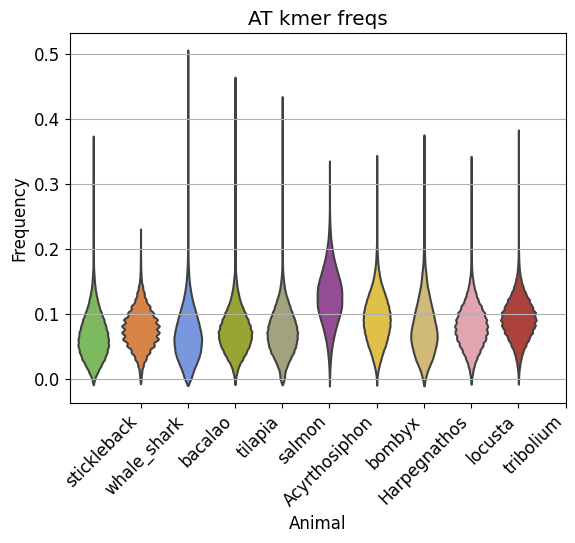 AT kmer freqs
0.5
0.4
0.3
0.2
0.1
0.0
Frequency
stickleback
whale_shark
bacalao
tilapia
salmon
Acyrthosiphon
bombyx
Harpegnathos
locusta
tribolium
Animal